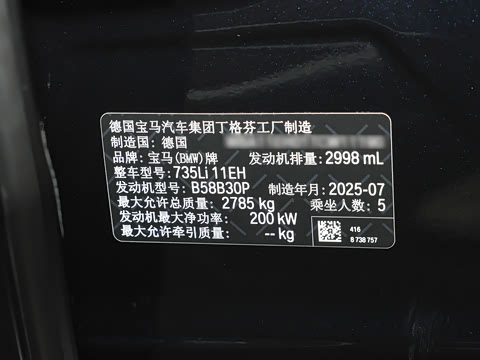 德国宝马汽车集团丁格芬工厂制造
制造国: 德国
品牌: 宝马(BMW)牌 发动机排量: 2998 mL
整车型号: 735Li 11EH
发动机型号: B58B30P 制造年月: 2025-07
最大允许总质量: 2785 kg 乘坐人数: 5
发动机最大净功率: 200 kW
最大允许牵引质量: -- kg
416
8 738 757